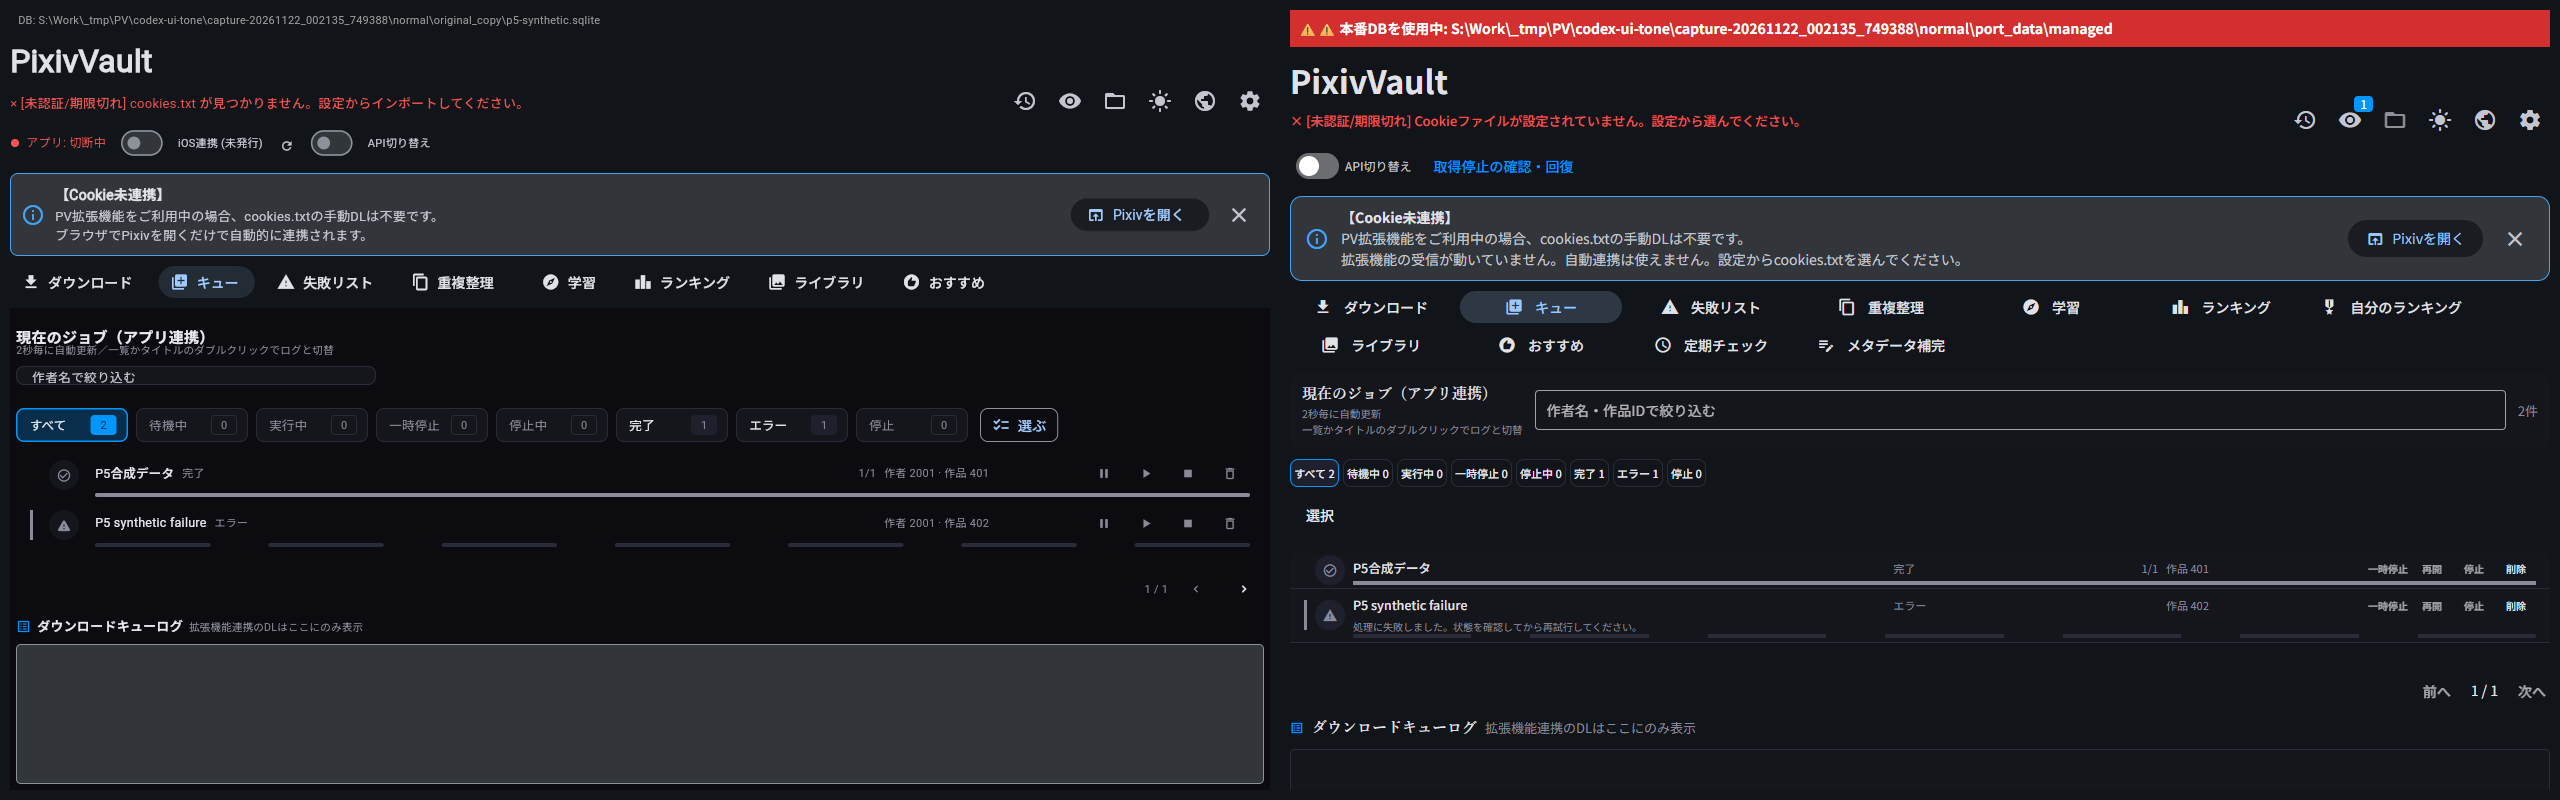 DB: S:\Work\_tmp\PV\codex-ui-tone\capture-20261122_002135_749388\normal\original_copy\p5-synthetic.sqlite
PixivVault
× [未認証/期限切れ] cookies.txt が見つかりません。設定からインポートしてください。
アプリ: 切断中
iOS連携 (未発行)
API切り替え
【Cookie未連携】
PV拡張機能をご利用中の場合、cookies.txtの手動DLは不要です。
ブラウザでPixivを開くだけで自動的に連携されます。
Pixivを開く
ダウンロード キュー 失敗リスト 重複整理 学習 ランキング ライブラリ おすすめ
現在のジョブ（アプリ連携）
2秒毎に自動更新／一覧かタイトルのダブルクリックでログと切替
作者名で絞り込む
すべて 2 待機中 0 実行中 0 一時停止 0 停止中 0 完了 1 エラー 1 停止 0 選ぶ
P5合成データ 完了 1/1 作者 2001 · 作品 401
P5 synthetic failure エラー 作者 2001 · 作品 402
1 / 1
ダウンロードキューログ 拡張機能連携のDLはここにのみ表示
本番DBを使用中: S:\Work\_tmp\PV\codex-ui-tone\capture-20261122_002135_749388\normal\port_data\managed
PixivVault
1
× [未認証/期限切れ] Cookieファイルが設定されていません。設定から選んでください。
API切り替え 取得停止の確認・回復
【Cookie未連携】
PV拡張機能をご利用中の場合、cookies.txtの手動DLは不要です。
拡張機能の受信が動いていません。自動連携は使えません。設定からcookies.txtを選んでください。
Pixivを開く
ダウンロード キュー 失敗リスト 重複整理 学習 ランキング 自分のランキング
ライブラリ おすすめ 定期チェック メタデータ補完
現在のジョブ（アプリ連携）
2秒毎に自動更新
一覧かタイトルのダブルクリックでログと切替
作者名・作品IDで絞り込む
2件
すべて 2 待機中 0 実行中 0 一時停止 0 停止中 0 完了 1 エラー 1 停止 0
選択
P5合成データ 完了 1/1 作品 401 一時停止 再開 停止 削除
P5 synthetic failure エラー 作品 402 一時停止 再開 停止 削除
処理に失敗しました。状態を確認してから再試行してください。
前へ 1 / 1 次へ
ダウンロードキューログ 拡張機能連携のDLはここにのみ表示